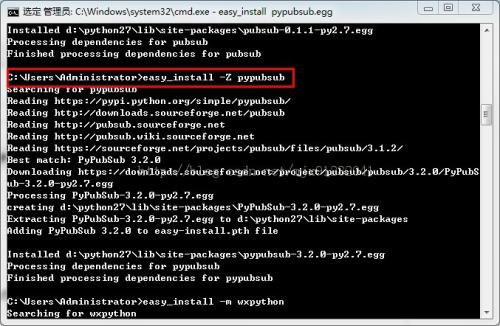 选定 管理员: C:\Windows\system32\cmd.exe - easy_install  pypubsub.egg
Installed d:\python27\lib\site-packages\pubsub-0.1.1-py2.7.egg
Processing dependencies for pubsub
Finished processing dependencies for pubsub
C:\Users\Administrator>easy_install -Z pypubsub
Searching for pypubsub
Reading https://pypi.python.org/simple/pypubsub/
Reading http://downloads.sourceforge.net/pubsub
Reading http://pubsub.sourceforge.net
Reading http://pubsub.wiki.sourceforge.net
Reading https://sourceforge.net/projects/pubsub/files/pubsub/3.1.2/
Best match: PyPubSub 3.2.0
Downloading https://downloads.sourceforge.net/project/pubsub/pubsub/3.2.0/PyPubS
ub-3.2.0-py2.7.egg
Processing PyPubSub-3.2.0-py2.7.egg
creating d:\python27\lib\site-packages\PyPubSub-3.2.0-py2.7.egg
Extracting PyPubSub-3.2.0-py2.7.egg to d:\python27\lib\site-packages
Adding PyPubSub 3.2.0 to easy-install.pth file
Installed d:\python27\lib\site-packages\pypubsub-3.2.0-py2.7.egg
Processing dependencies for pypubsub
Finished processing dependencies for pypubsub
C:\Users\Administrator>easy_install -m wxpython
Searching for wxpython